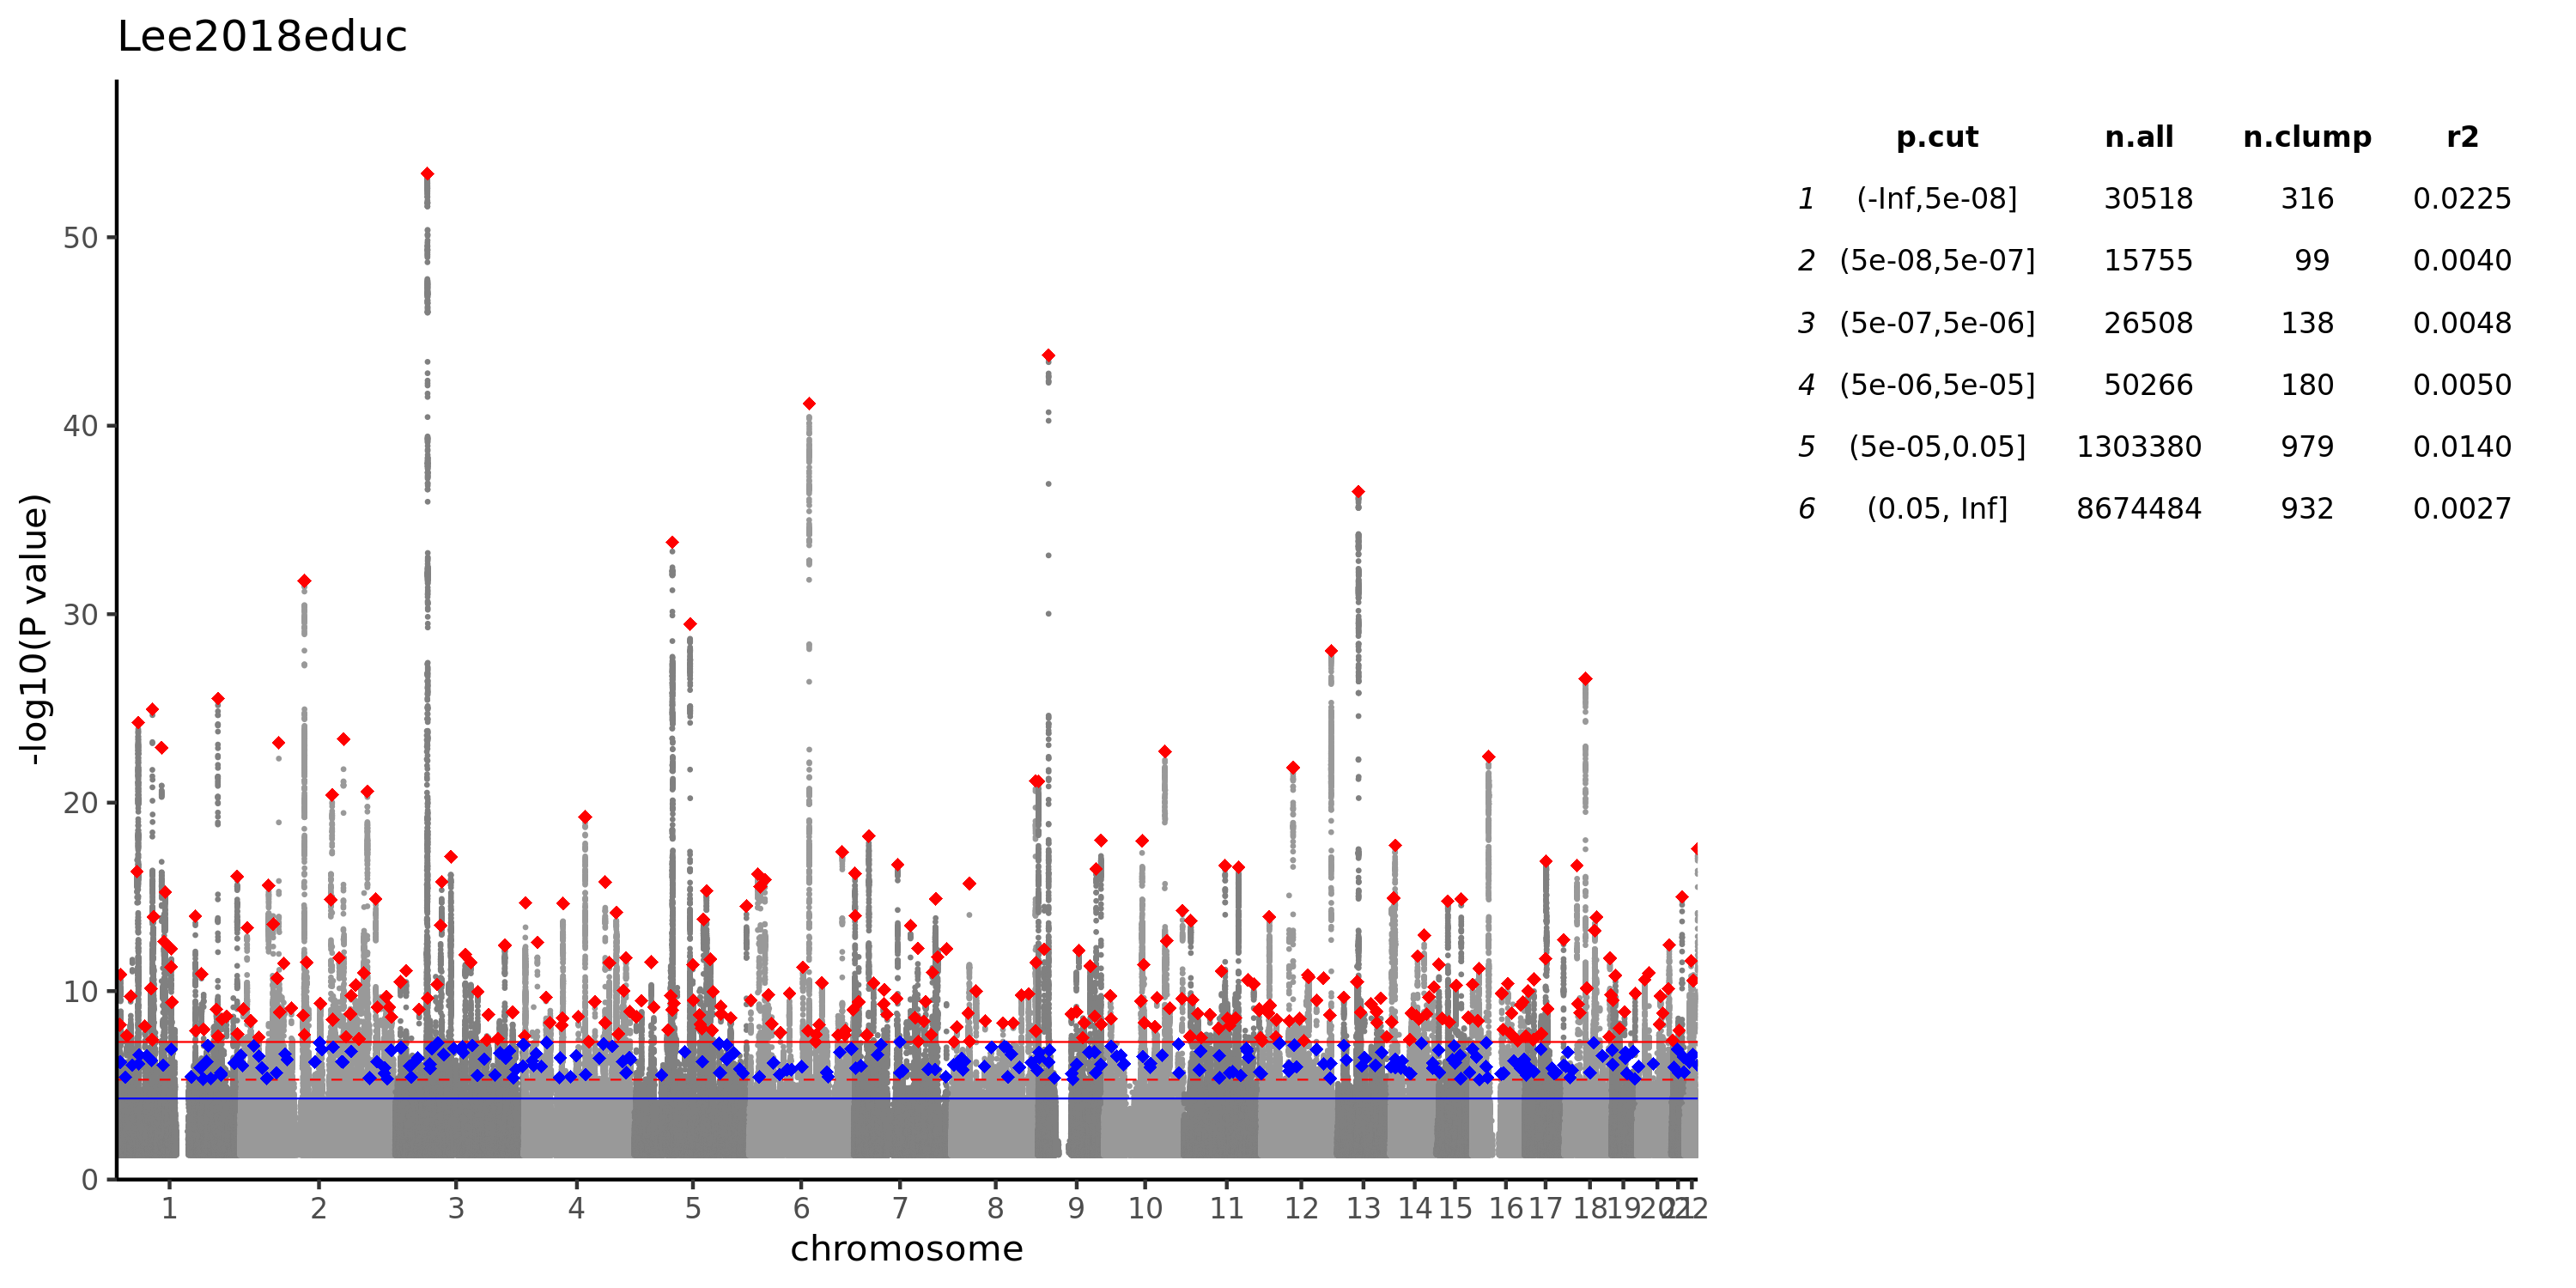 Lee2018educ
p.cut n.all n.clump r2
1 (-Inf,5e-08] 30518 316 0.0225
2 (5e-08,5e-07] 15755 99 0.0040
3 (5e-07,5e-06] 26508 138 0.0048
4 (5e-06,5e-05] 50266 180 0.0050
5 (5e-05,0.05] 1303380 979 0.0140
6 (0.05, Inf] 8674484 932 0.0027
-log10(P value)
50
40
30
20
10
0
1 2 3 4 5 6 7 8 9 10 11 12 13 14 15 16 17 18 19 20 21 22
chromosome